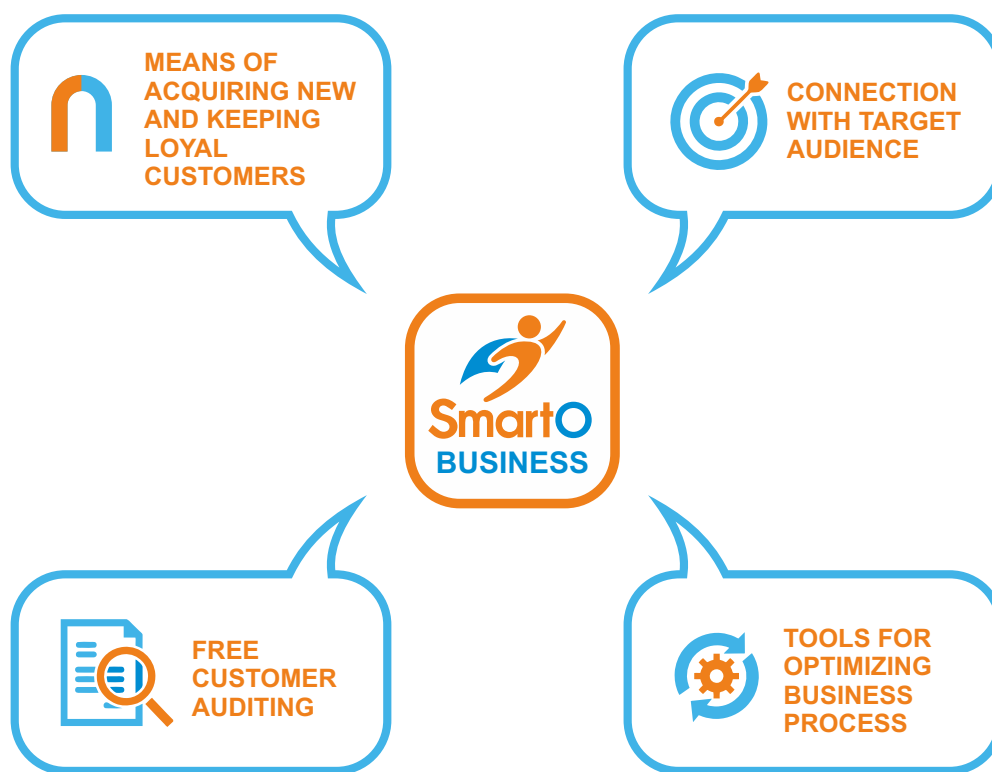 MEANS OF
ACQUIRING NEW
AND KEEPING
LOYAL
CUSTOMERS
CONNECTION
WITH TARGET
AUDIENCE
SmartO
BUSINESS
FREE
CUSTOMER
AUDITING
TOOLS FOR
OPTIMIZING
BUSINESS
PROCESS